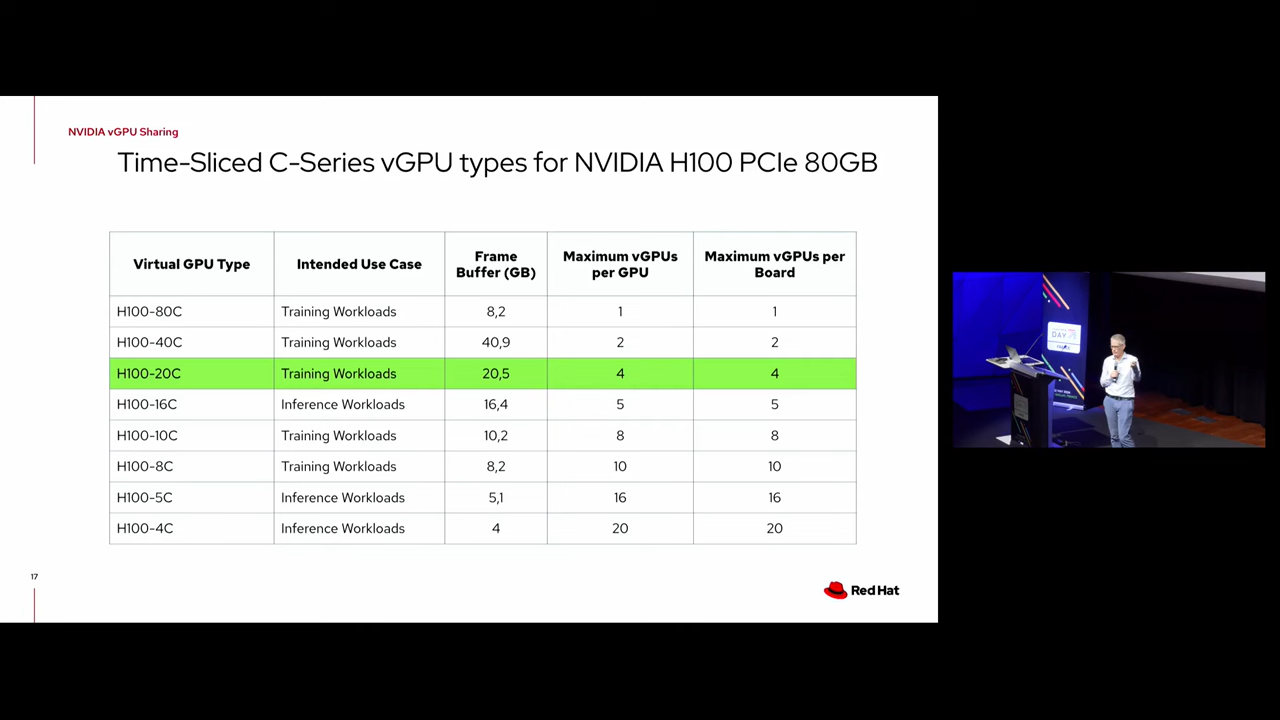 NVIDIA vGPU Sharing
Time-Sliced C-Series vGPU types for NVIDIA H100 PCIe 80GB
Virtual GPU Type Intended Use Case Frame Buffer (GB) Maximum vGPUs per GPU Maximum vGPUs per Board
H100-80C Training Workloads 8,2 1 1
H100-40C Training Workloads 40,9 2 2
H100-20C Training Workloads 20,5 4 4
H100-16C Inference Workloads 16,4 5 5
H100-10C Training Workloads 10,2 8 8
H100-8C Training Workloads 8,2 10 10
H100-5C Inference Workloads 5,1 16 16
H100-4C Inference Workloads 4 20 20
17
Red Hat
DAY